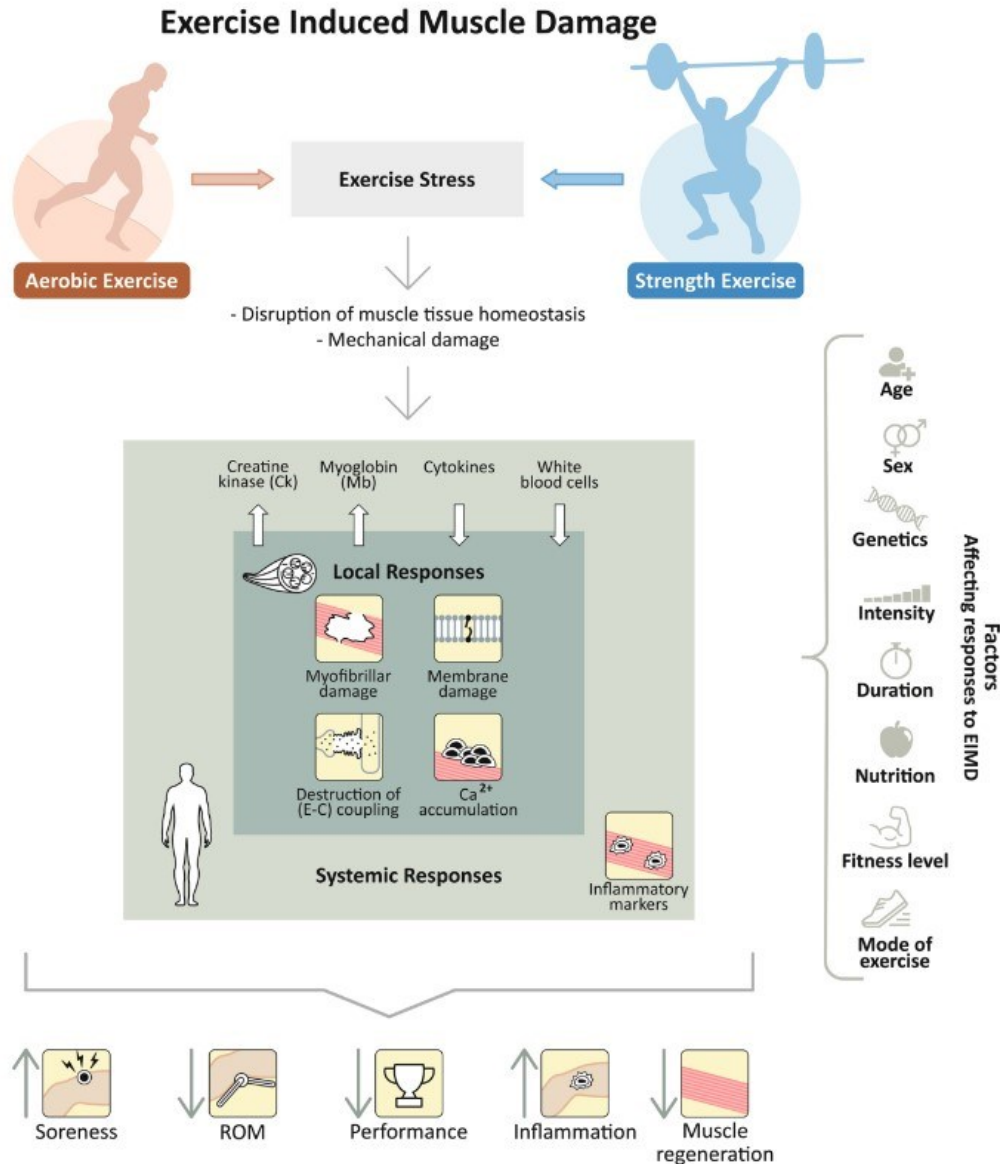 Exercise Induced Muscle Damage
Exercise Stress
Aerobic Exercise
Strength Exercise
- Disruption of muscle tissue homeostasis
- Mechanical damage
Creatine
kinase (Ck)
Myoglobin
(Mb)
Cytokines
White
blood cells
Local Responses
Myofibrillar
damage
Membrane
damage
Destruction of
(E-C) coupling
Ca2+
accumulation
Systemic Responses
Inflammatory
markers
Age
Sex
Genetics
Intensity
Duration
Nutrition
Fitness level
Mode of
exercise
Factors
Affecting responses to EIMD
Soreness
ROM
Performance
Inflammation
Muscle
regeneration